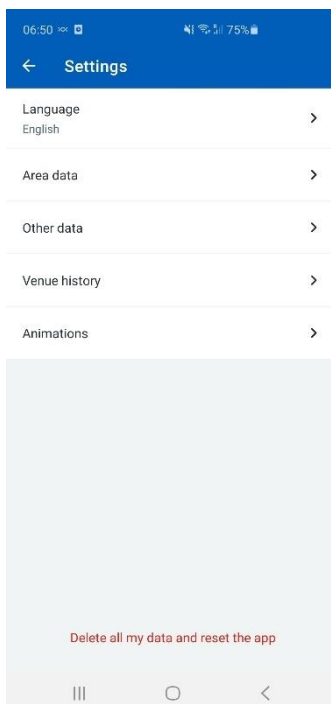 06:50 75%
Settings
Language
English
Area data
Other data
Venue history
Animations
Delete all my data and reset the app